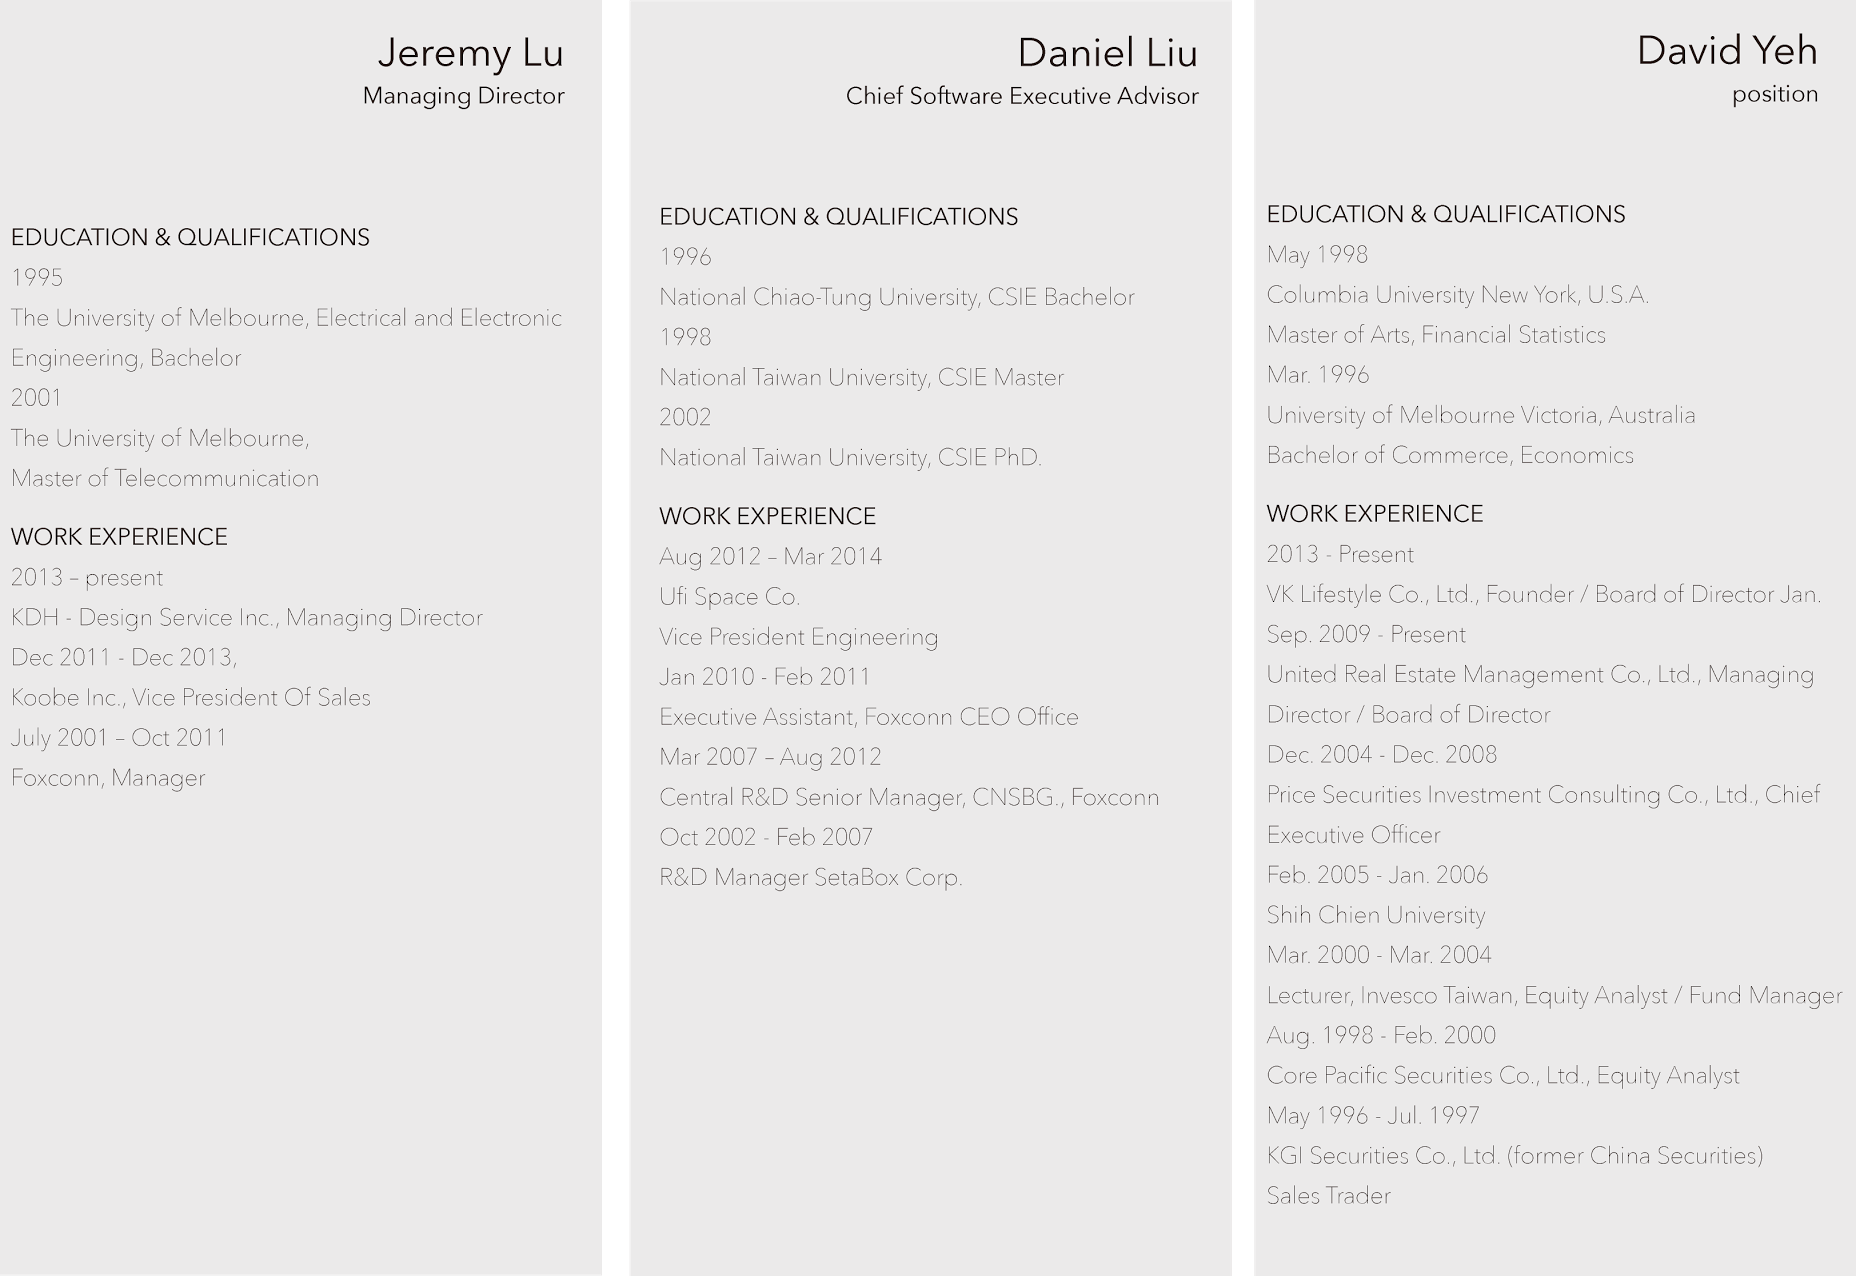 Jeremy Lu
Managing Director
EDUCATION & QUALIFICATIONS
1995
The University of Melbourne, Electrical and Electronic
Engineering, Bachelor
2001
The University of Melbourne,
Master of Telecommunication
WORK EXPERIENCE
2013 – present
KDH - Design Service Inc., Managing Director
Dec 2011 - Dec 2013,
Koobe Inc., Vice President Of Sales
July 2001 – Oct 2011
Foxconn, Manager
Daniel Liu
Chief Software Executive Advisor
EDUCATION & QUALIFICATIONS
1996
National Chiao-Tung University, CSIE Bachelor
1998
National Taiwan University, CSIE Master
2002
National Taiwan University, CSIE PhD.
WORK EXPERIENCE
Aug 2012 – Mar 2014
Ufi Space Co.
Vice President Engineering
Jan 2010 - Feb 2011
Executive Assistant, Foxconn CEO Office
Mar 2007 – Aug 2012
Central R&D Senior Manager, CNSBG., Foxconn
Oct 2002 - Feb 2007
R&D Manager SetaBox Corp.
David Yeh
position
EDUCATION & QUALIFICATIONS
May 1998
Columbia University New York, U.S.A.
Master of Arts, Financial Statistics
Mar. 1996
University of Melbourne Victoria, Australia
Bachelor of Commerce, Economics
WORK EXPERIENCE
2013 - Present
VK Lifestyle Co., Ltd., Founder / Board of Director Jan.
Sep. 2009 - Present
United Real Estate Management Co., Ltd., Managing
Director / Board of Director
Dec. 2004 - Dec. 2008
Price Securities Investment Consulting Co., Ltd., Chief
Executive Officer
Feb. 2005 - Jan. 2006
Shih Chien University
Mar. 2000 - Mar. 2004
Lecturer, Invesco Taiwan, Equity Analyst / Fund Manager
Aug. 1998 - Feb. 2000
Core Pacific Securities Co., Ltd., Equity Analyst
May 1996 - Jul. 1997
KGI Securities Co., Ltd. (former China Securities)
Sales Trader